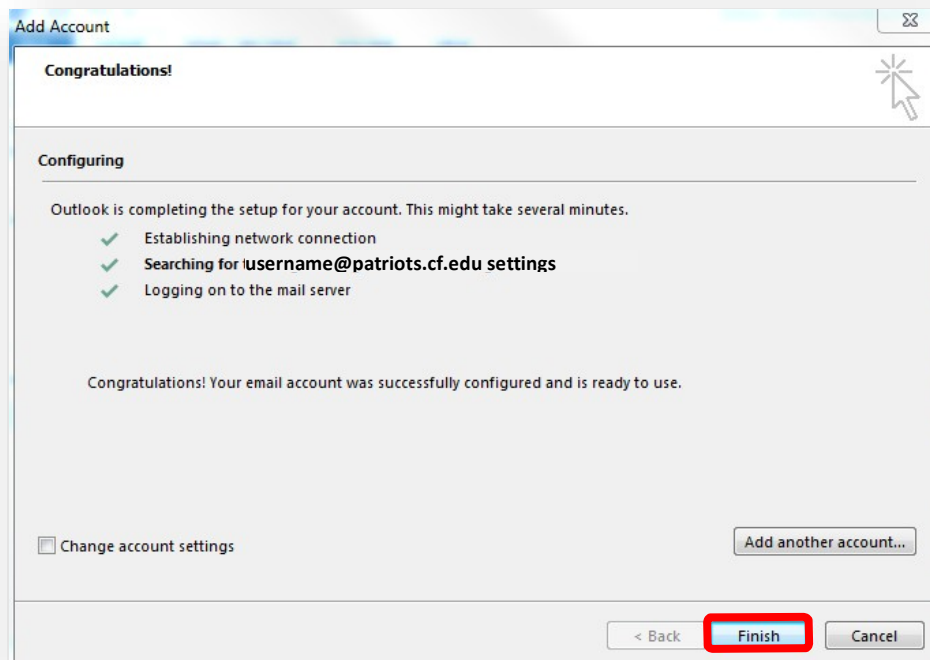 Add Account
Congratulations!
Configuring
Outlook is completing the setup for your account. This might take several minutes.
Establishing network connection
Searching for username@patriots.cf.edu settings
Logging on to the mail server
Congratulations! Your email account was successfully configured and is ready to use.
Change account settings
Add another account...
< Back Finish Cancel